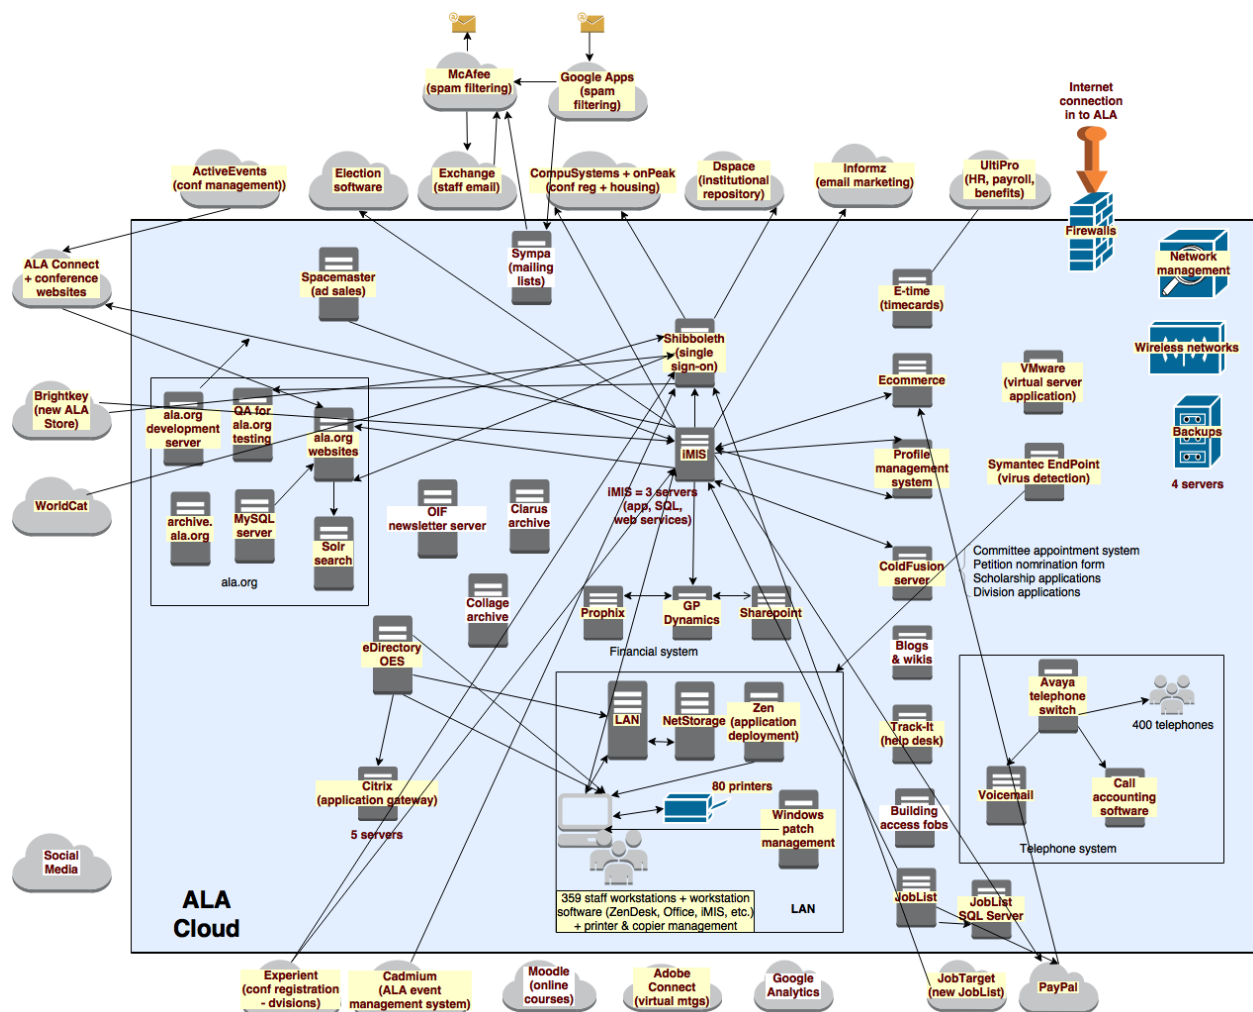 McAfee
(spam filtering)
Google Apps
(spam
filtering)
Internet
connection
in to ALA
ActiveEvents
(conf management))
Election
software
Exchange
(staff email)
CompuSystems + onPeak
(conf reg + housing)
Dspace
(institutional
repository)
Informz
(email marketing)
UltiPro
(HR, payroll,
benefits)
Firewalls
ALA Connect
+ conference
websites
Spacemaster
(ad sales)
Sympa
(mailing
lists)
E-time
(timecards)
Network
management
Shibboleth
(single
sign-on)
Wireless networks
Ecommerce
VMware
(virtual server
application)
Brightkey
(new ALA
Store)
ala.org
development
server
QA for
ala.org
testing
ala.org
websites
iMIS
Profile
management
system
Symantec EndPoint
(virus detection)
Backups
4 servers
WorldCat
archive.
ala.org
MySQL
server
Solr
search
ala.org
OIF
newsletter server
Clarus
archive
iMIS = 3 servers
(app, SQL,
web services)
ColdFusion
server
Committee appointment system
Petition nomrination form
Scholarship applications
Division applications
Collage
archive
Prophix
GP
Dynamics
Sharepoint
Financial system
eDirectory
OES
Blogs
& wikis
LAN
NetStorage
Zen
(application
deployment)
Track-It
(help desk)
Avaya
telephone
switch
400 telephones
Citrix
(application gateway)
5 servers
80 printers
Windows
patch
management
Building
access fobs
Voicemail
Call
accounting
software
Telephone system
Social
Media
ALA
Cloud
359 staff workstations + workstation
software (ZenDesk, Office, iMIS, etc.)
+ printer & copier management
LAN
JobList
JobList
SQL Server
Experient
(conf registration
- dvisions)
Cadmium
(ALA event
management system)
Moodle
(online
courses)
Adobe
Connect
(virtual mtgs)
Google
Analytics
JobTarget
(new JobList)
PayPal